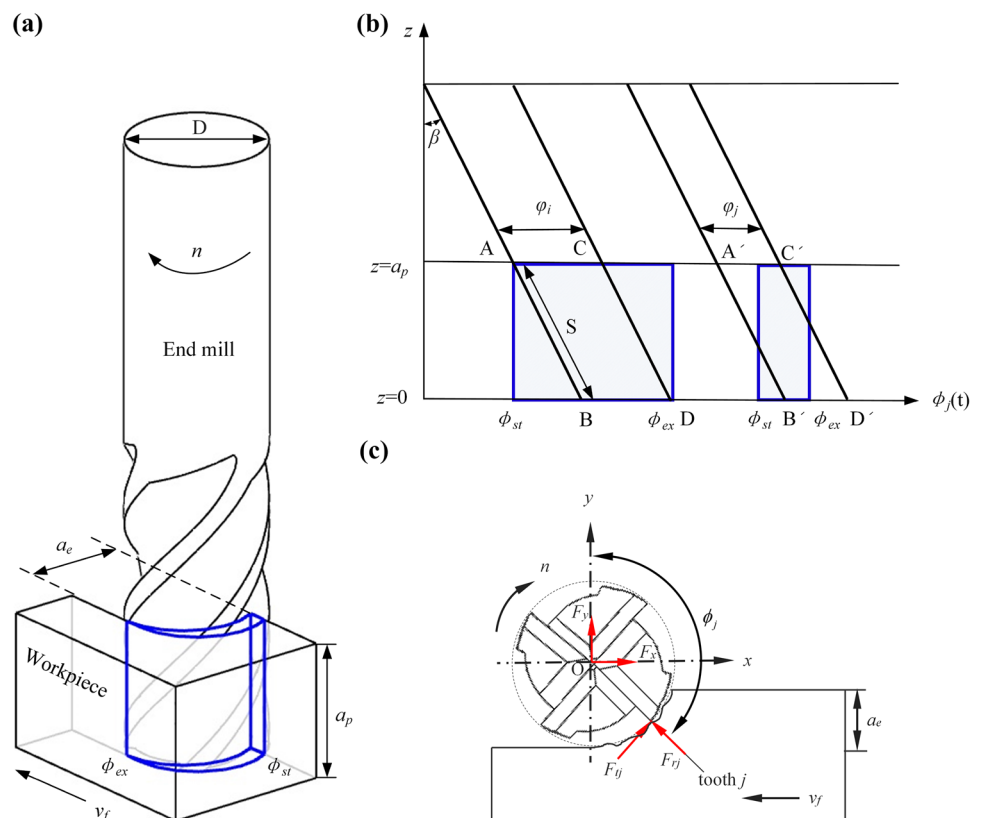 (a)
D
n
End mill
a_e
Workpiece
a_p
ϕ_ex
ϕ_st
v_f
(b)
z
β
φ_i
φ_j
A
C
A´
C´
z=a_p
S
z=0
ϕ_st
B
ϕ_ex
D
ϕ_st
B´
ϕ_ex
D´
ϕ_j(t)
(c)
y
n
ϕ_j
F_y
F_x
O
x
a_e
F_tj
F_rj
tooth j
v_f